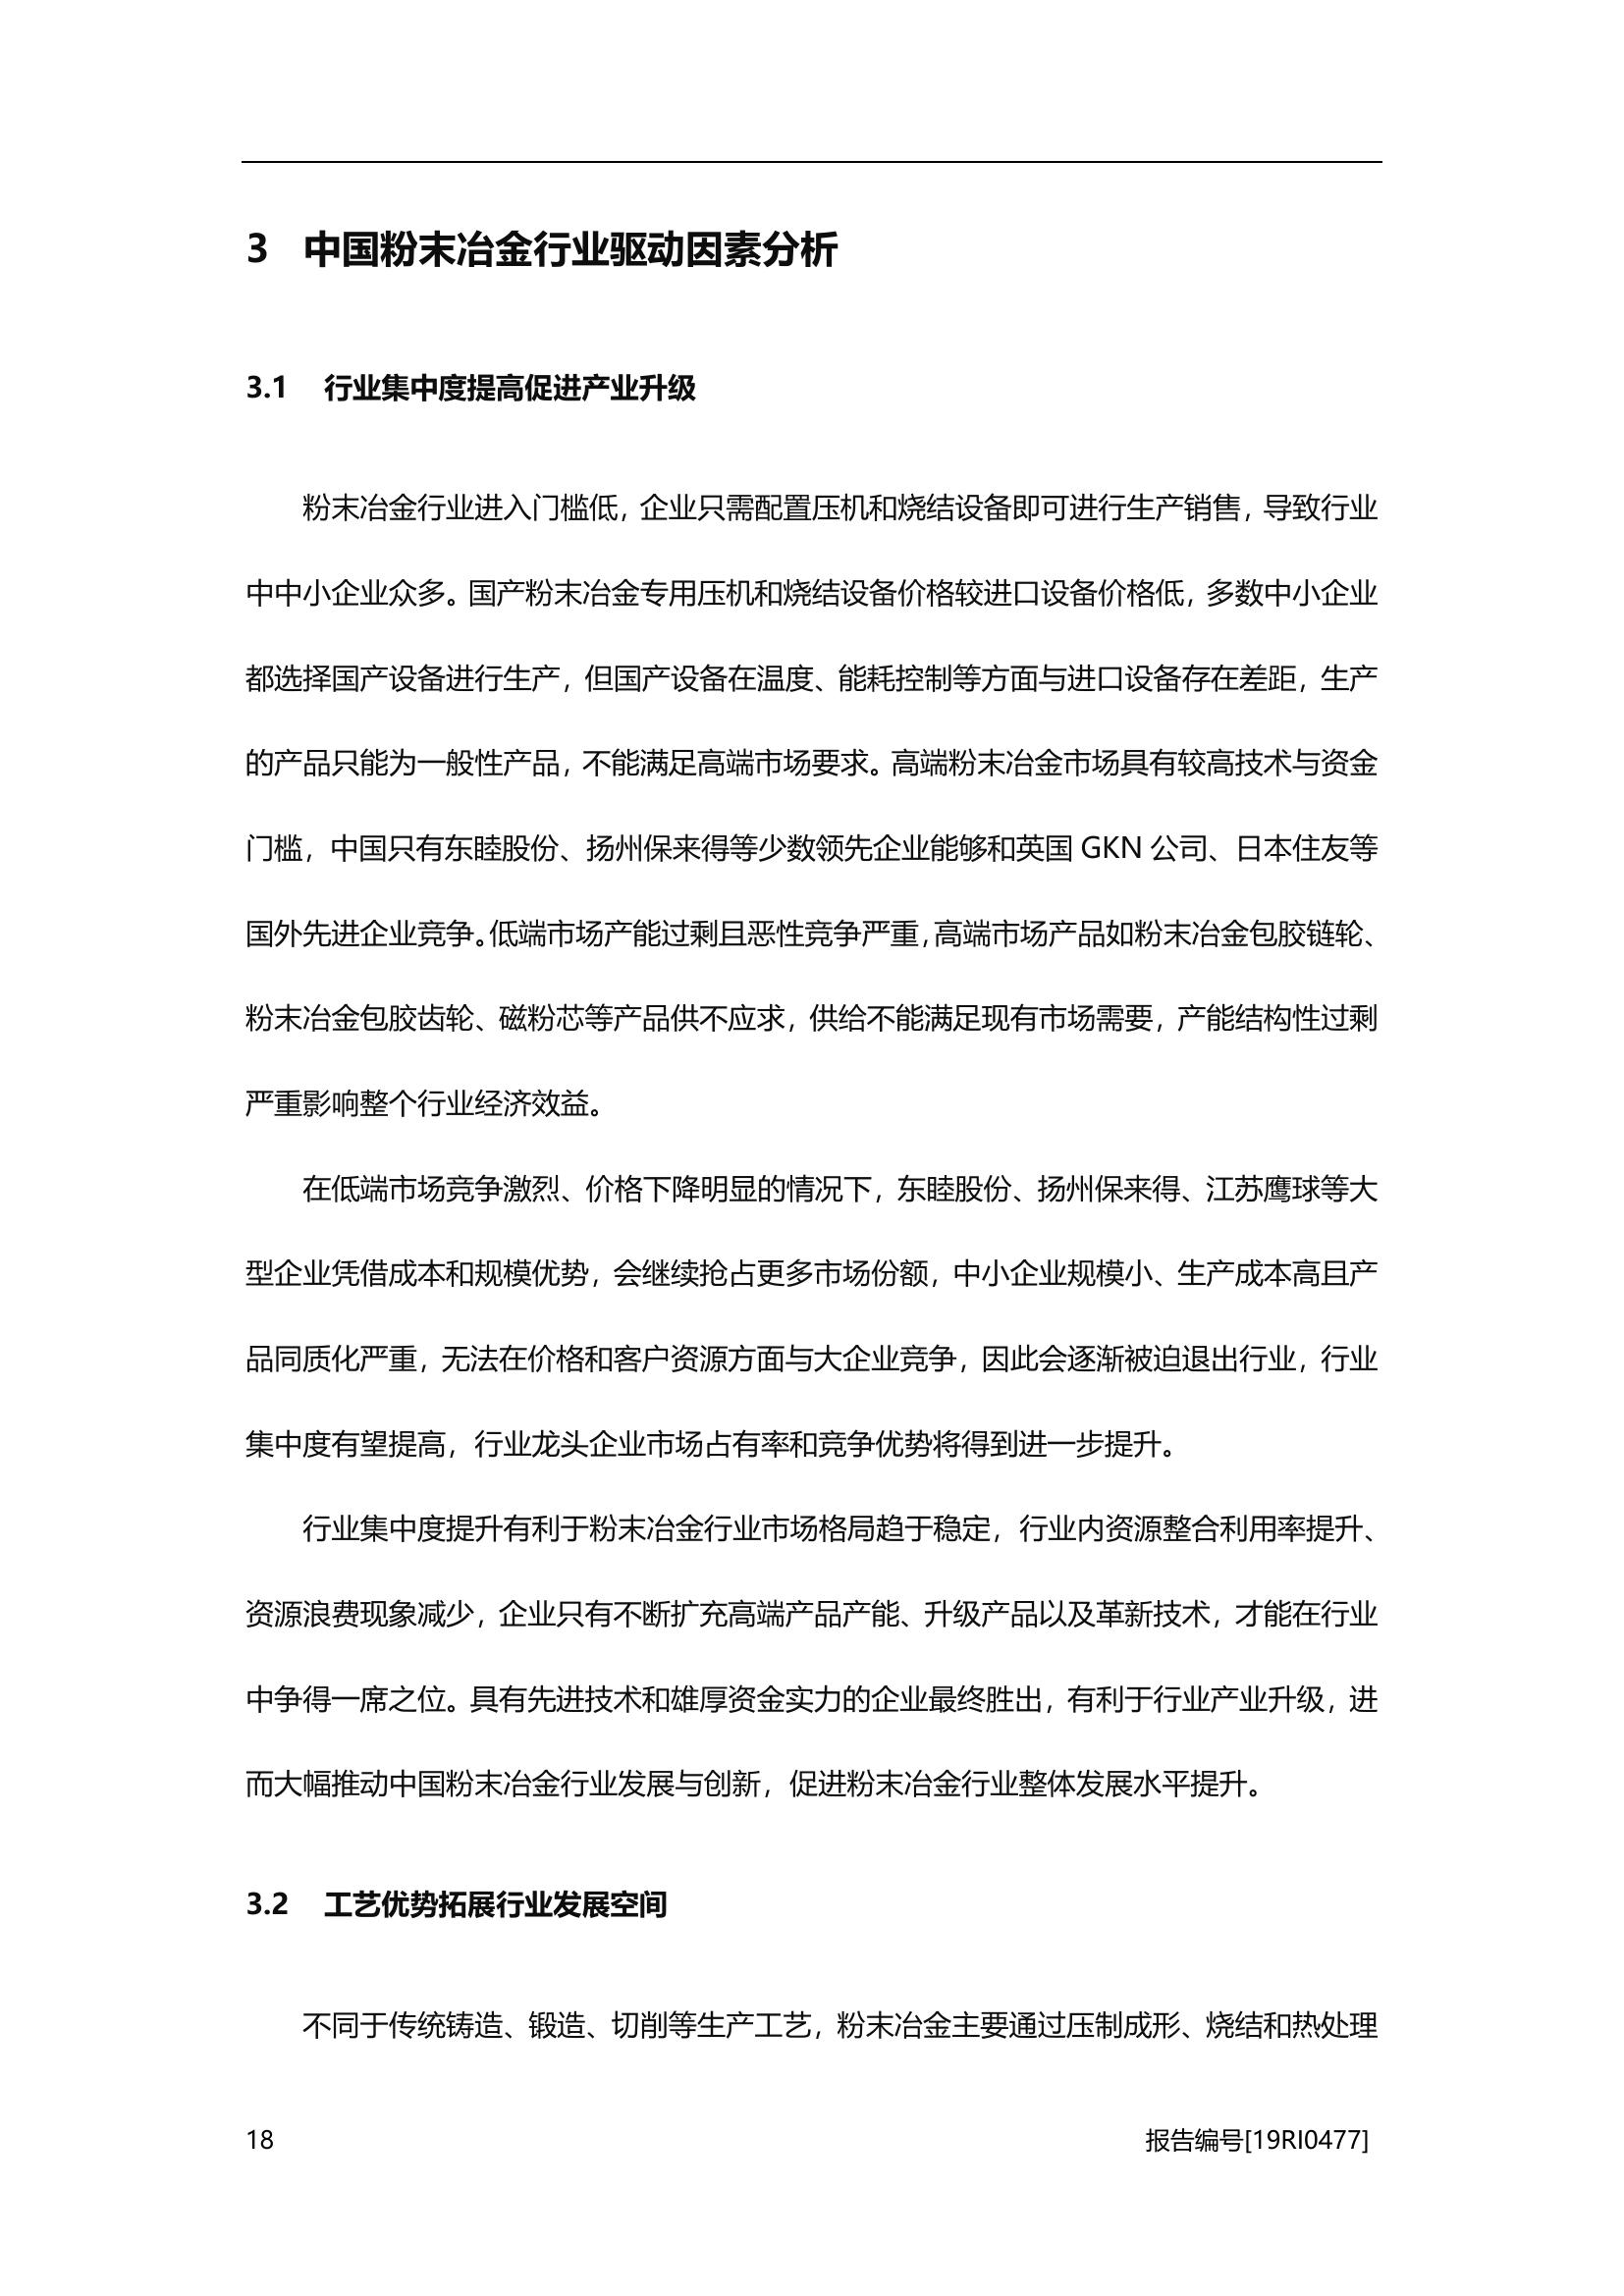 3 中国粉末冶金行业驱动因素分析
3.1 行业集中度提高促进产业升级
粉末冶金行业进入门槛低，企业只需配置压机和烧结设备即可进行生产销售，导致行业
中中小企业众多。国产粉末冶金专用压机和烧结设备价格较进口设备价格低，多数中小企业
都选择国产设备进行生产，但国产设备在温度、能耗控制等方面与进口设备存在差距，生产
的产品只能为一般性产品，不能满足高端市场要求。高端粉末冶金市场具有较高技术与资金
门槛，中国只有东睦股份、扬州保来得等少数领先企业能够和英国 GKN 公司、日本住友等
国外先进企业竞争。低端市场产能过剩且恶性竞争严重，高端市场产品如粉末冶金包胶链轮、
粉末冶金包胶齿轮、磁粉芯等产品供不应求，供给不能满足现有市场需要，产能结构性过剩
严重影响整个行业经济效益。
在低端市场竞争激烈、价格下降明显的情况下，东睦股份、扬州保来得、江苏鹰球等大
型企业凭借成本和规模优势，会继续抢占更多市场份额，中小企业规模小、生产成本高且产
品同质化严重，无法在价格和客户资源方面与大企业竞争，因此会逐渐被迫退出行业，行业
集中度有望提高，行业龙头企业市场占有率和竞争优势将得到进一步提升。
行业集中度提升有利于粉末冶金行业市场格局趋于稳定，行业内资源整合利用率提升、
资源浪费现象减少，企业只有不断扩充高端产品产能、升级产品以及革新技术，才能在行业
中争得一席之位。具有先进技术和雄厚资金实力的企业最终胜出，有利于行业产业升级，进
而大幅推动中国粉末冶金行业发展与创新，促进粉末冶金行业整体发展水平提升。
3.2 工艺优势拓展行业发展空间
不同于传统铸造、锻造、切削等生产工艺，粉末冶金主要通过压制成形、烧结和热处理
18 报告编号[19RI0477]